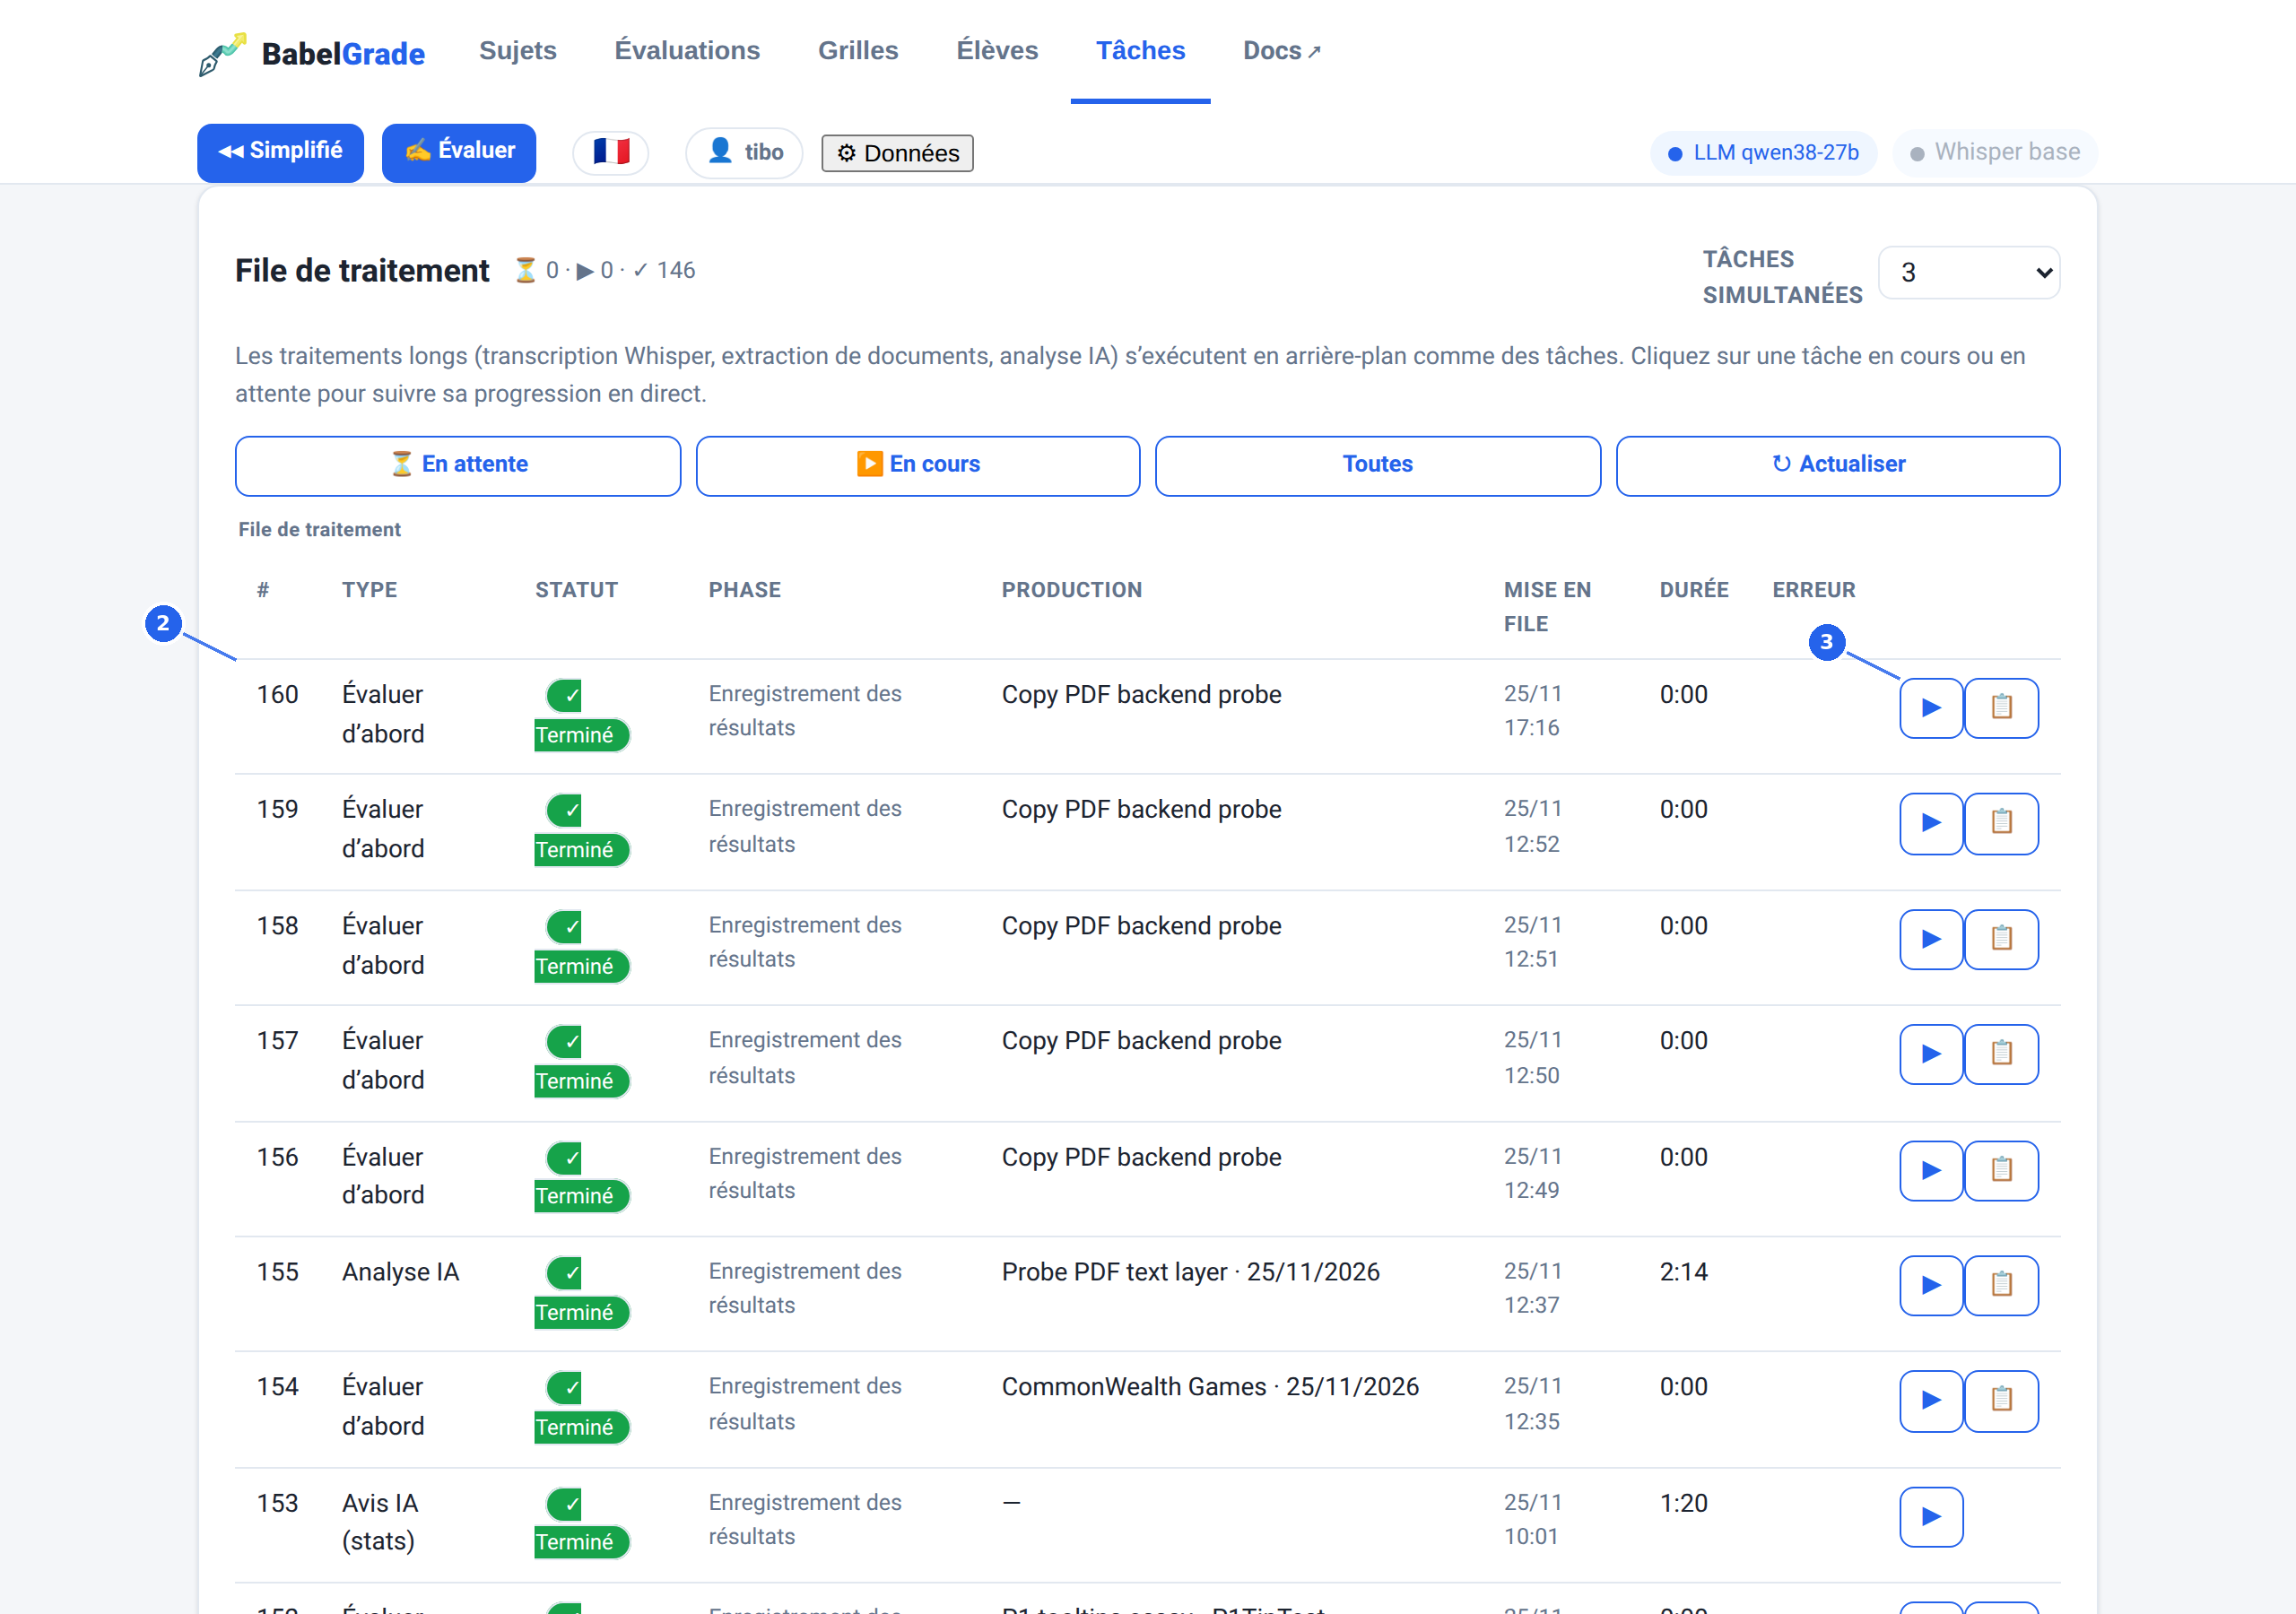 BabelGrade
Sujets
Évaluations
Grilles
Élèves
Tâches
Docs ↗
◀◀ Simplifié
✍ Évaluer
tibo
⚙ Données
LLM qwen38-27b
Whisper base
File de traitement
⏳ 0 · ▶ 0 · ✓ 146
TÂCHES
SIMULTANÉES
3
Les traitements longs (transcription Whisper, extraction de documents, analyse IA) s’exécutent en arrière-plan comme des tâches. Cliquez sur une tâche en cours ou en
attente pour suivre sa progression en direct.
⏳ En attente
▶ En cours
Toutes
↻ Actualiser
File de traitement
# TYPE STATUT PHASE PRODUCTION MISE EN DURÉE ERREUR
FILE
2
3
160 Évaluer ✓ Enregistrement des Copy PDF backend probe 25/11 0:00
d’abord Terminé résultats 17:16
159 Évaluer ✓ Enregistrement des Copy PDF backend probe 25/11 0:00
d’abord Terminé résultats 12:52
158 Évaluer ✓ Enregistrement des Copy PDF backend probe 25/11 0:00
d’abord Terminé résultats 12:51
157 Évaluer ✓ Enregistrement des Copy PDF backend probe 25/11 0:00
d’abord Terminé résultats 12:50
156 Évaluer ✓ Enregistrement des Copy PDF backend probe 25/11 0:00
d’abord Terminé résultats 12:49
155 Analyse IA ✓ Enregistrement des Probe PDF text layer · 25/11/2026 25/11 2:14
Terminé résultats 12:37
154 Évaluer ✓ Enregistrement des CommonWealth Games · 25/11/2026 25/11 0:00
d’abord Terminé résultats 12:35
153 Avis IA ✓ Enregistrement des — 25/11 1:20
(stats) Terminé résultats 10:01